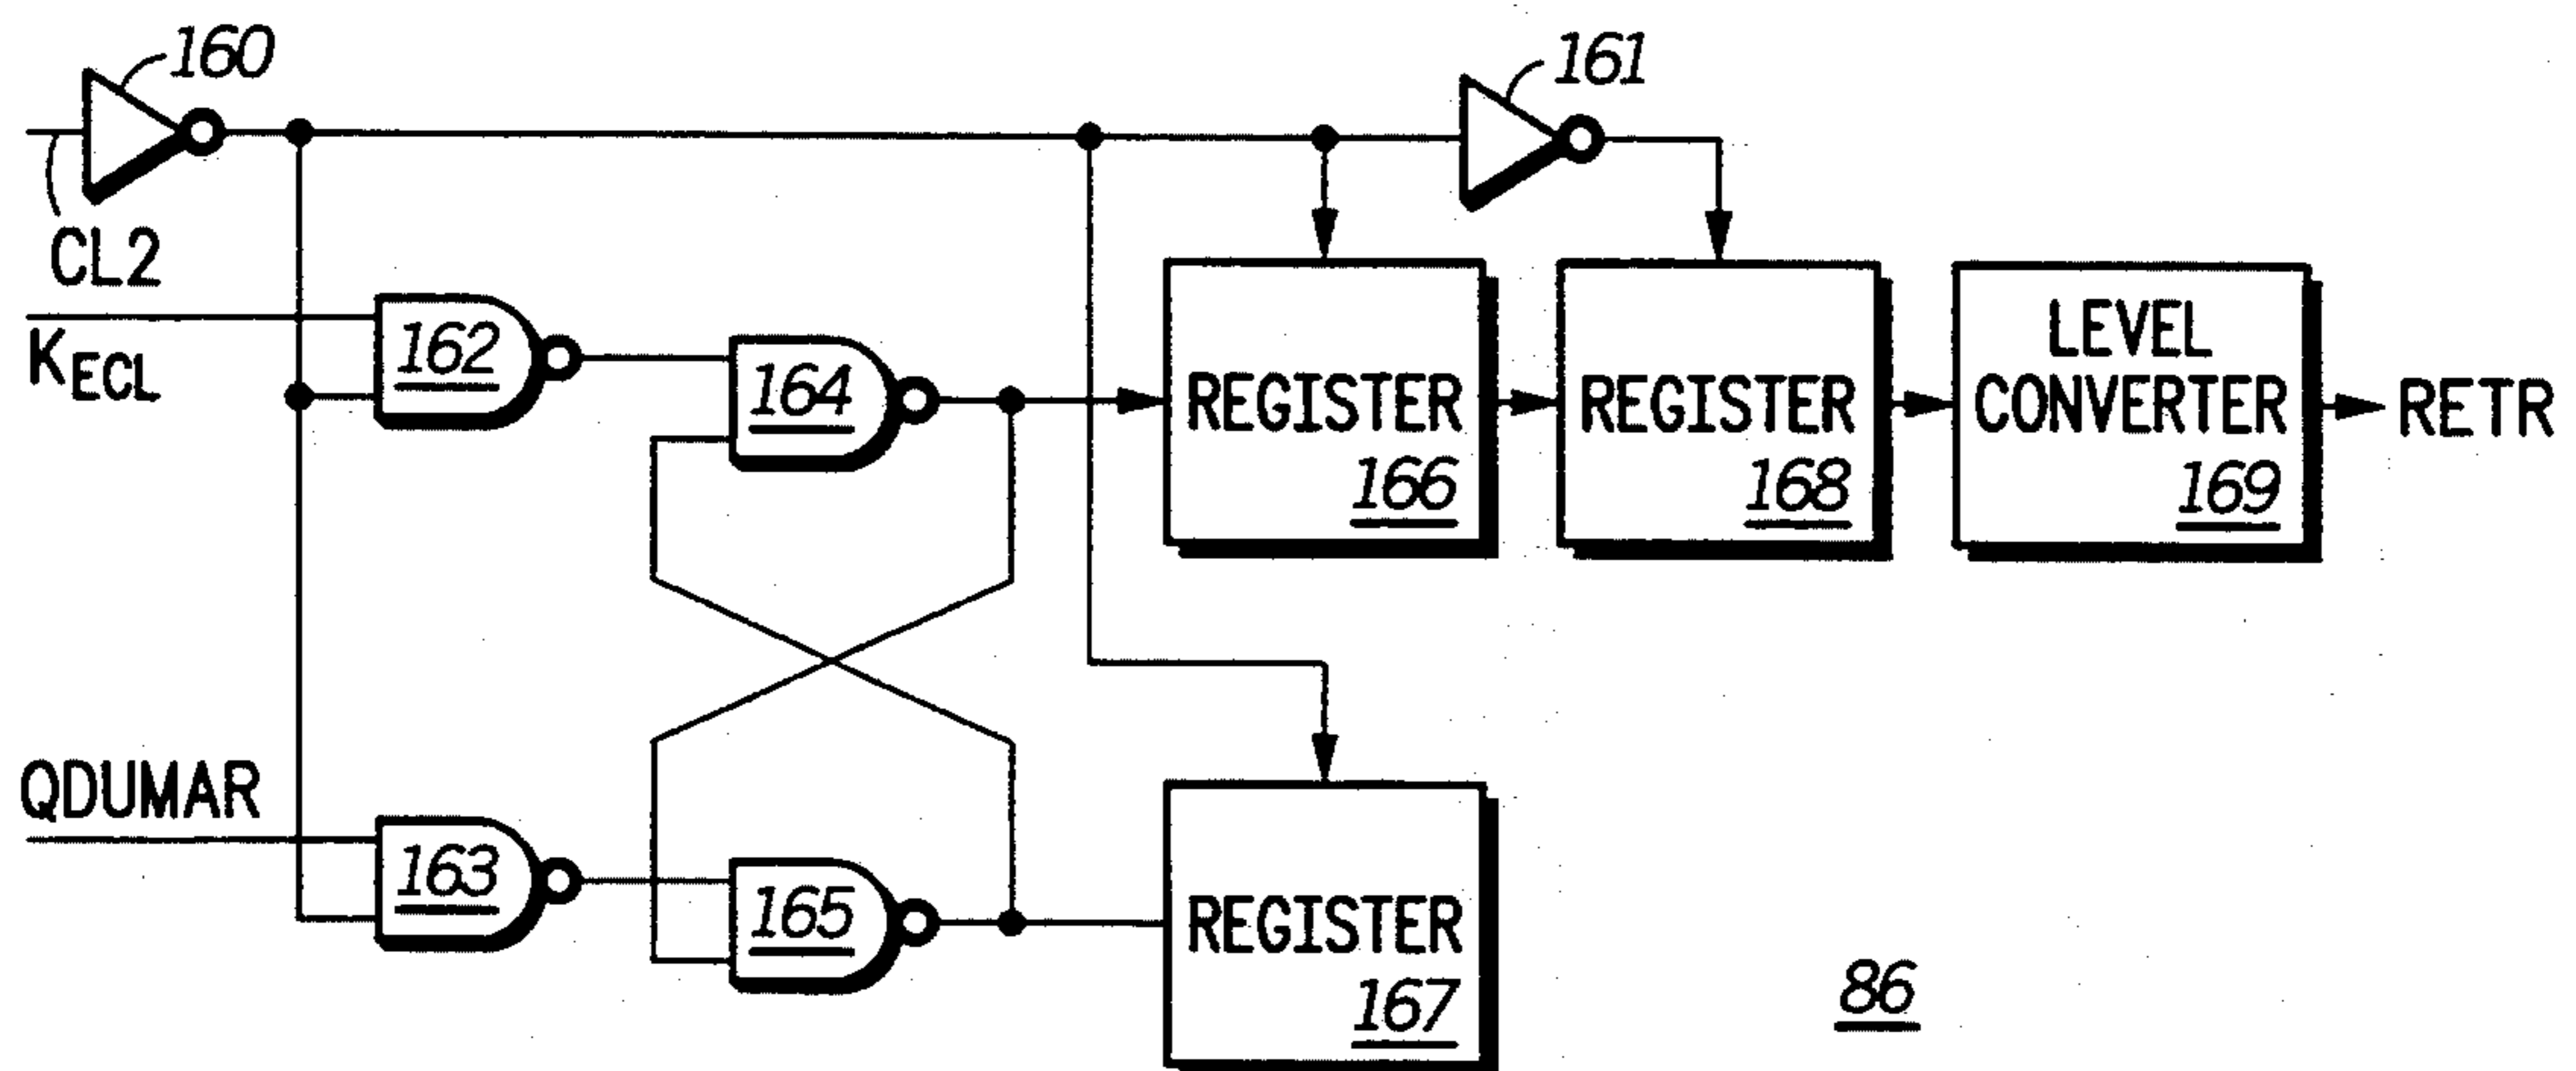 160
161
CL2
KECL
162
164
REGISTER
166
REGISTER
168
LEVEL
CONVERTER
169
RETR
QDUMAR
163
165
REGISTER
167
86